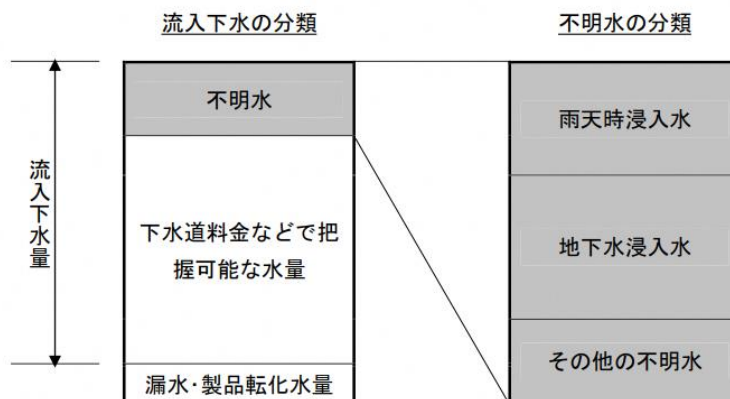 流入下水の分類
不明水の分類
不明水
流入下水量
下水道料金などで把
握可能な水量
漏水・製品転化水量
雨天時浸入水
地下水浸入水
その他の不明水